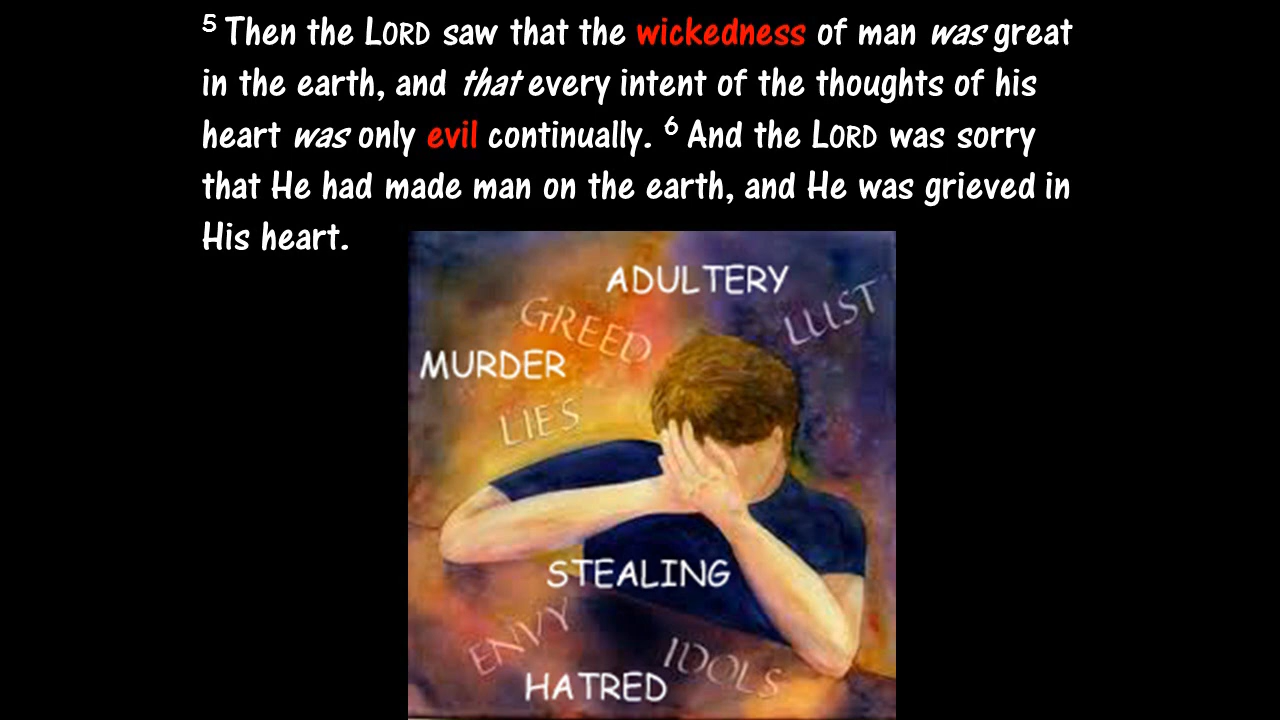 5 Then the LORD saw that the wickedness of man was great
in the earth, and that every intent of the thoughts of his
heart was only evil continually. 6 And the LORD was sorry
that He had made man on the earth, and He was grieved in
His heart.
ADULTERY
GREED
LUST
MURDER
LIES
STEALING
ENVY
IDOLS
HATRED